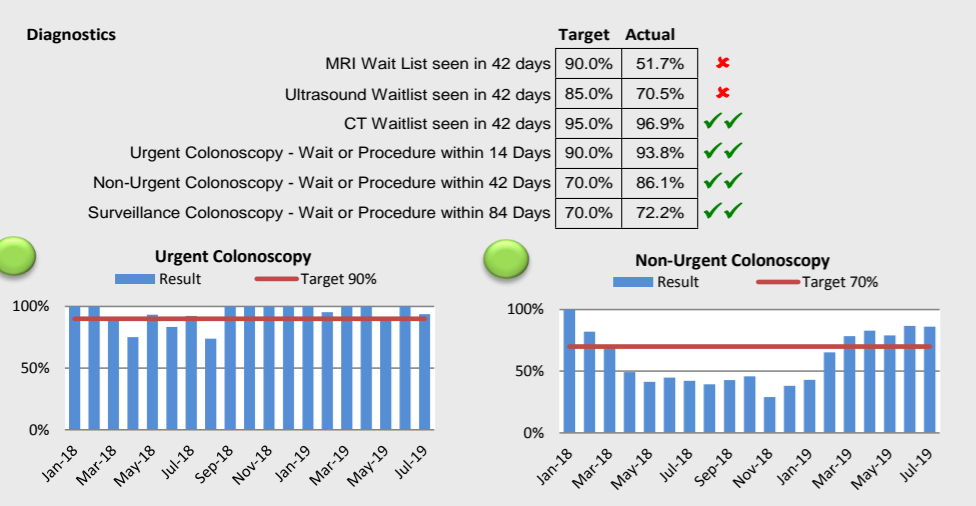 Diagnostics Target Actual
MRI Wait List seen in 42 days 90.0% 51.7% ✘
Ultrasound Waitlist seen in 42 days 85.0% 70.5% ✘
CT Waitlist seen in 42 days 95.0% 96.9% ✓✓
Urgent Colonoscopy - Wait or Procedure within 14 Days 90.0% 93.8% ✓✓
Non-Urgent Colonoscopy - Wait or Procedure within 42 Days 70.0% 86.1% ✓✓
Surveillance Colonoscopy - Wait or Procedure within 84 Days 70.0% 72.2% ✓✓
Urgent Colonoscopy
Result Target 90%
100%
50%
0%
Jan-18 Mar-18 May-18 Jul-18 Sep-18 Nov-18 Jan-19 Mar-19 May-19 Jul-19
Non-Urgent Colonoscopy
Result Target 70%
100%
50%
0%
Jan-18 Mar-18 May-18 Jul-18 Sep-18 Nov-18 Jan-19 Mar-19 May-19 Jul-19